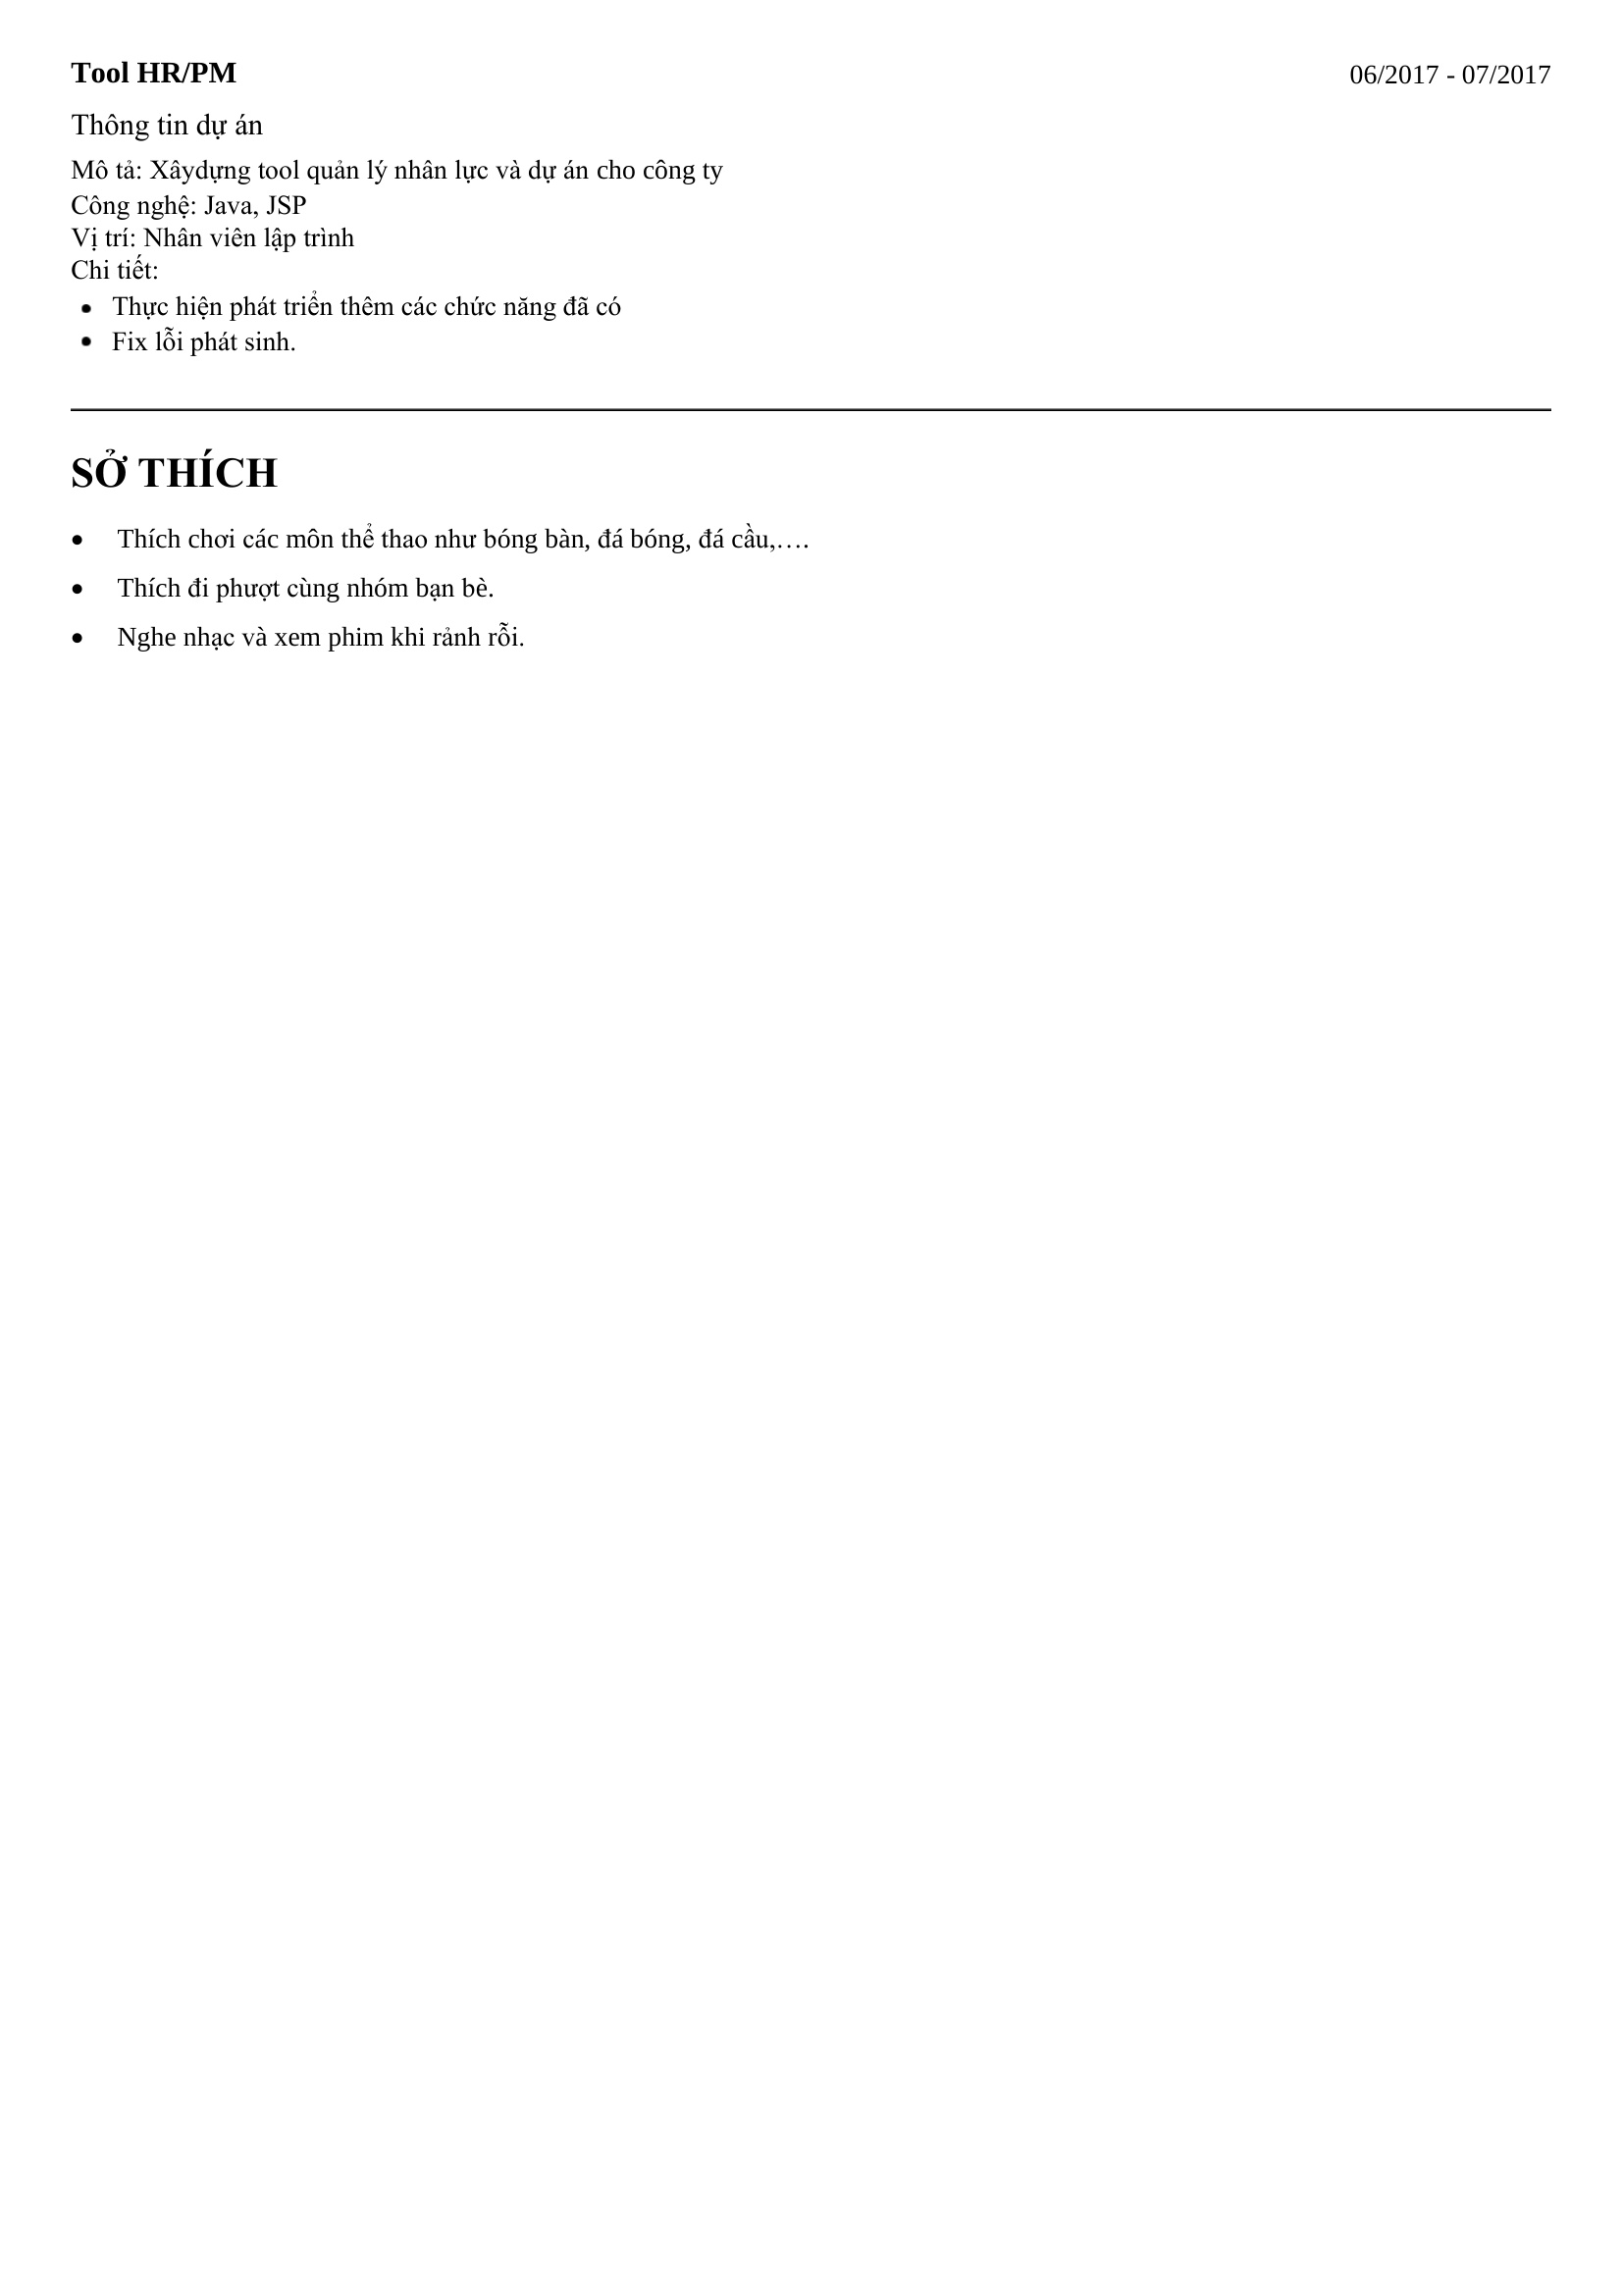 Tool HR/PM 06/2017 - 07/2017
Thông tin dự án
Mô tả: Xâydựng tool quản lý nhân lực và dự án cho công ty
Công nghệ: Java, JSP
Vị trí: Nhân viên lập trình
Chi tiết:
• Thực hiện phát triển thêm các chức năng đã có
• Fix lỗi phát sinh.
SỞ THÍCH
• Thích chơi các môn thể thao như bóng bàn, đá bóng, đá cầu,….
• Thích đi phượt cùng nhóm bạn bè.
• Nghe nhạc và xem phim khi rảnh rỗi.